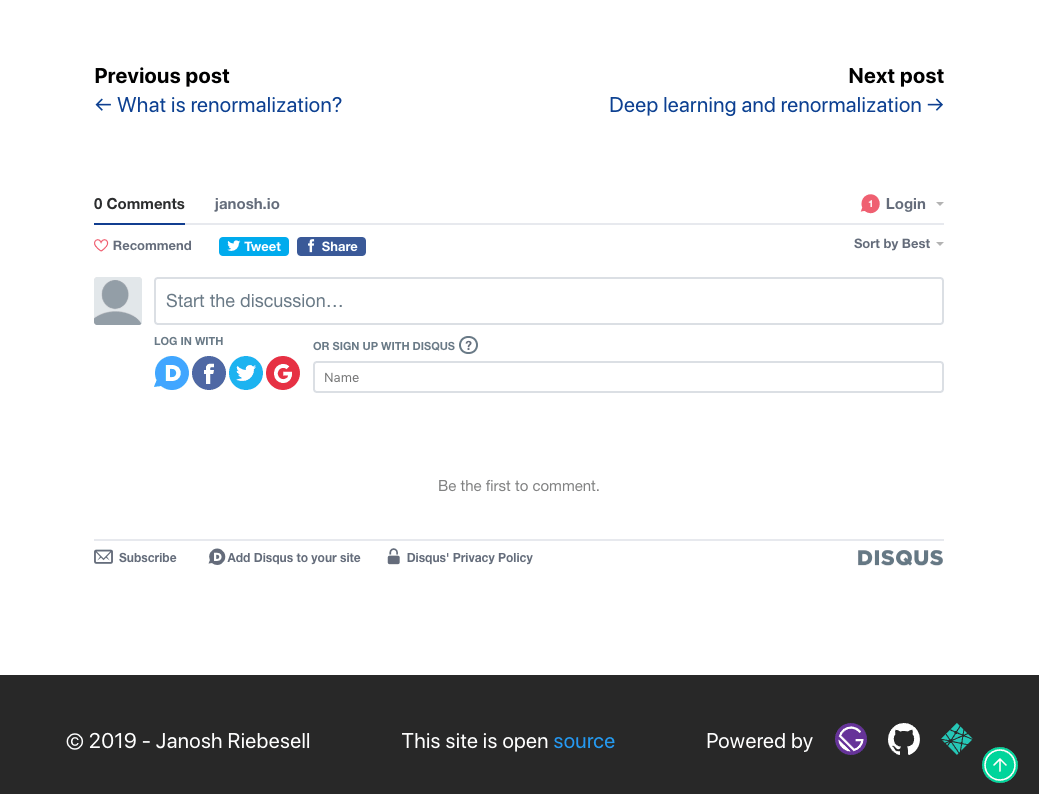 Previous post
Next post
← What is renormalization?
Deep learning and renormalization →
0 Comments
janosh.io
1
Login
Recommend
Tweet
f Share
Sort by Best
Start the discussion…
LOG IN WITH
OR SIGN UP WITH DISQUS ?
D f G
Name
Be the first to comment.
Subscribe
D Add Disqus to your site
Disqus' Privacy Policy
DISQUS
© 2019 - Janosh Riebesell
This site is open source
Powered by